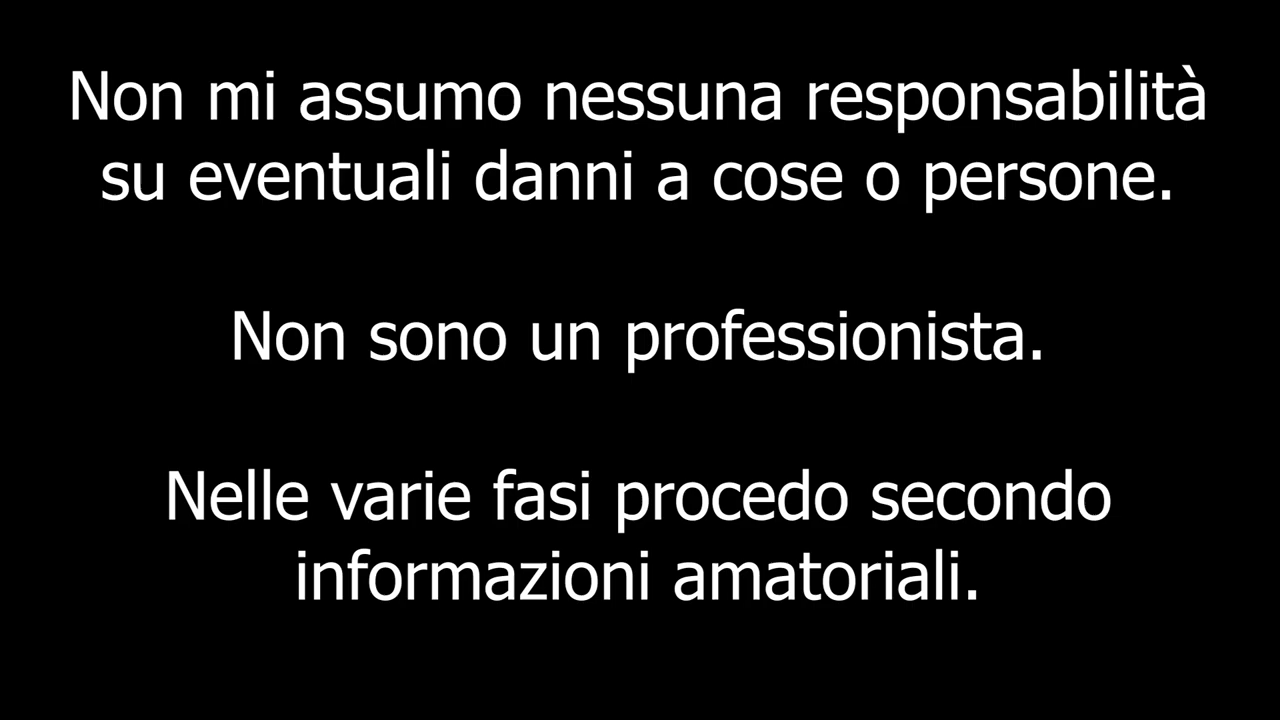 Non mi assumo nessuna responsabilità
su eventuali danni a cose o persone.
Non sono un professionista.
Nelle varie fasi procedo secondo
informazioni amatoriali.